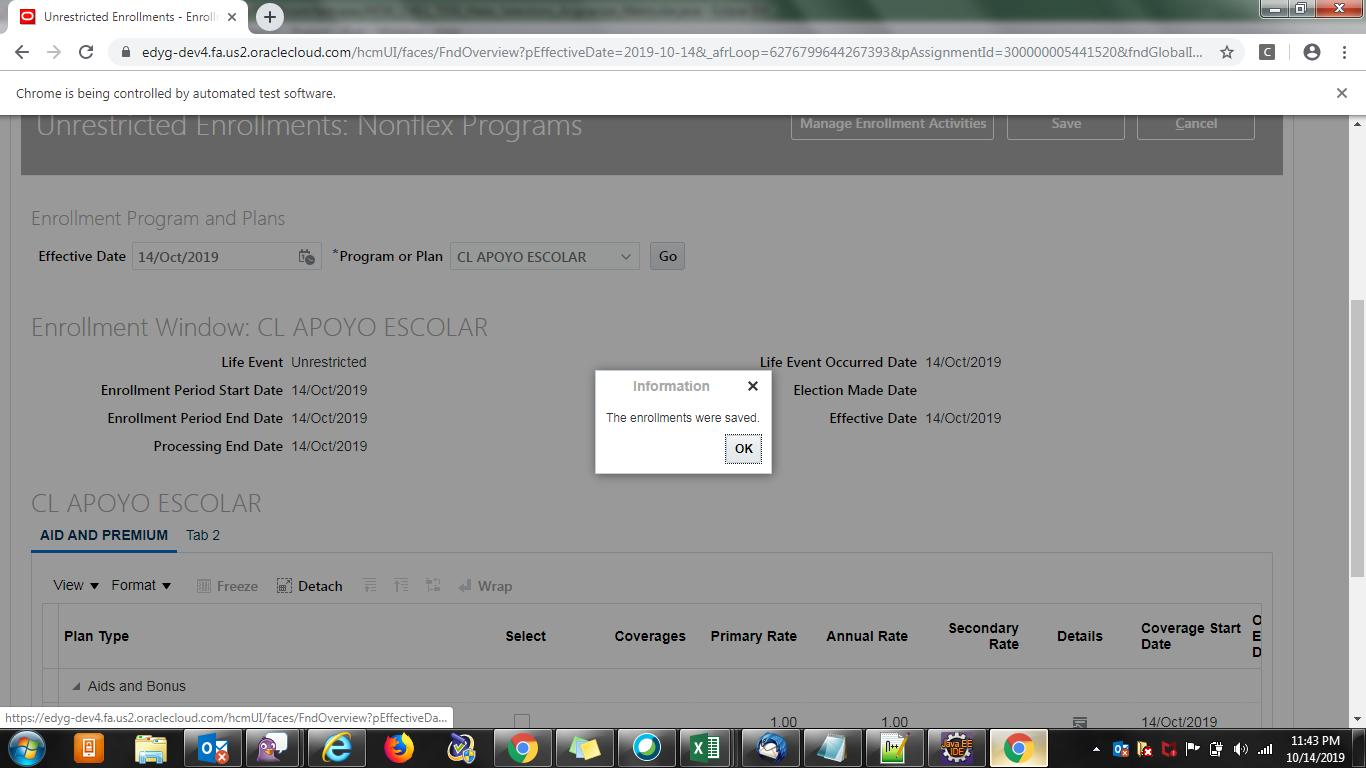 Unrestricted Enrollments - Enroll
edyg-dev4.fa.us2.oraclecloud.com/hcmUI/faces/FndOverview?pEffectiveDate=2019-10-14&_afrLoop=6276799644267393&pAssignmentId=300000005441520&fndGlobalI...
C
Chrome is being controlled by automated test software.
Unrestricted Enrollments: Nonflex Programs
Manage Enrollment Activities Save Cancel
Enrollment Program and Plans
Effective Date 14/Oct/2019 *Program or Plan CL APOYO ESCOLAR Go
Enrollment Window: CL APOYO ESCOLAR
Life Event Unrestricted Life Event Occurred Date 14/Oct/2019
Enrollment Period Start Date 14/Oct/2019 Election Made Date
Enrollment Period End Date 14/Oct/2019 Effective Date 14/Oct/2019
Processing End Date 14/Oct/2019
Information
The enrollments were saved.
OK
CL APOYO ESCOLAR
AID AND PREMIUM Tab 2
View Format Freeze Detach Wrap
Plan Type Select Coverages Primary Rate Annual Rate Secondary Rate Details Coverage Start Date O E D
Aids and Bonus
1.00 1.00 14/Oct/2019
https://edyg-dev4.fa.us2.oraclecloud.com/hcmUI/faces/FndOverview?pEffectiveDa...
Java EE
IDE
11:43 PM
10/14/2019